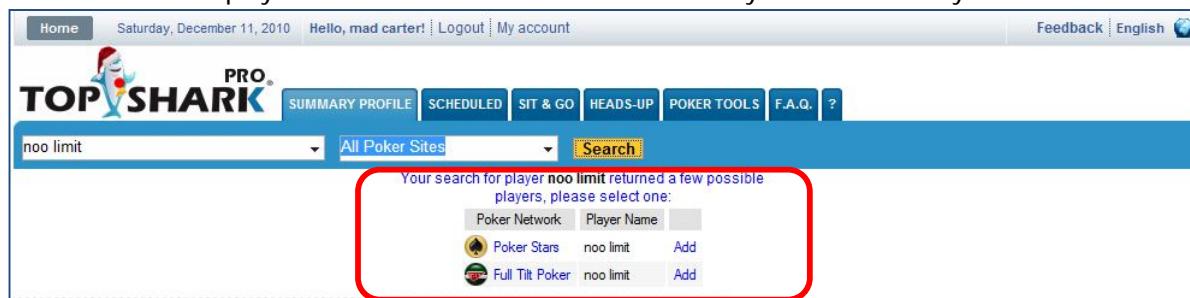 Home Saturday, December 11, 2010 Hello, mad carter! Logout My account Feedback English
PRO
TOP SHARK
SUMMARY PROFILE SCHEDULED SIT & GO HEADS-UP POKER TOOLS F.A.Q. ?
noo limit All Poker Sites Search
Your search for player noo limit returned a few possible
players, please select one:
Poker Network Player Name
Poker Stars noo limit Add
Full Tilt Poker noo limit Add